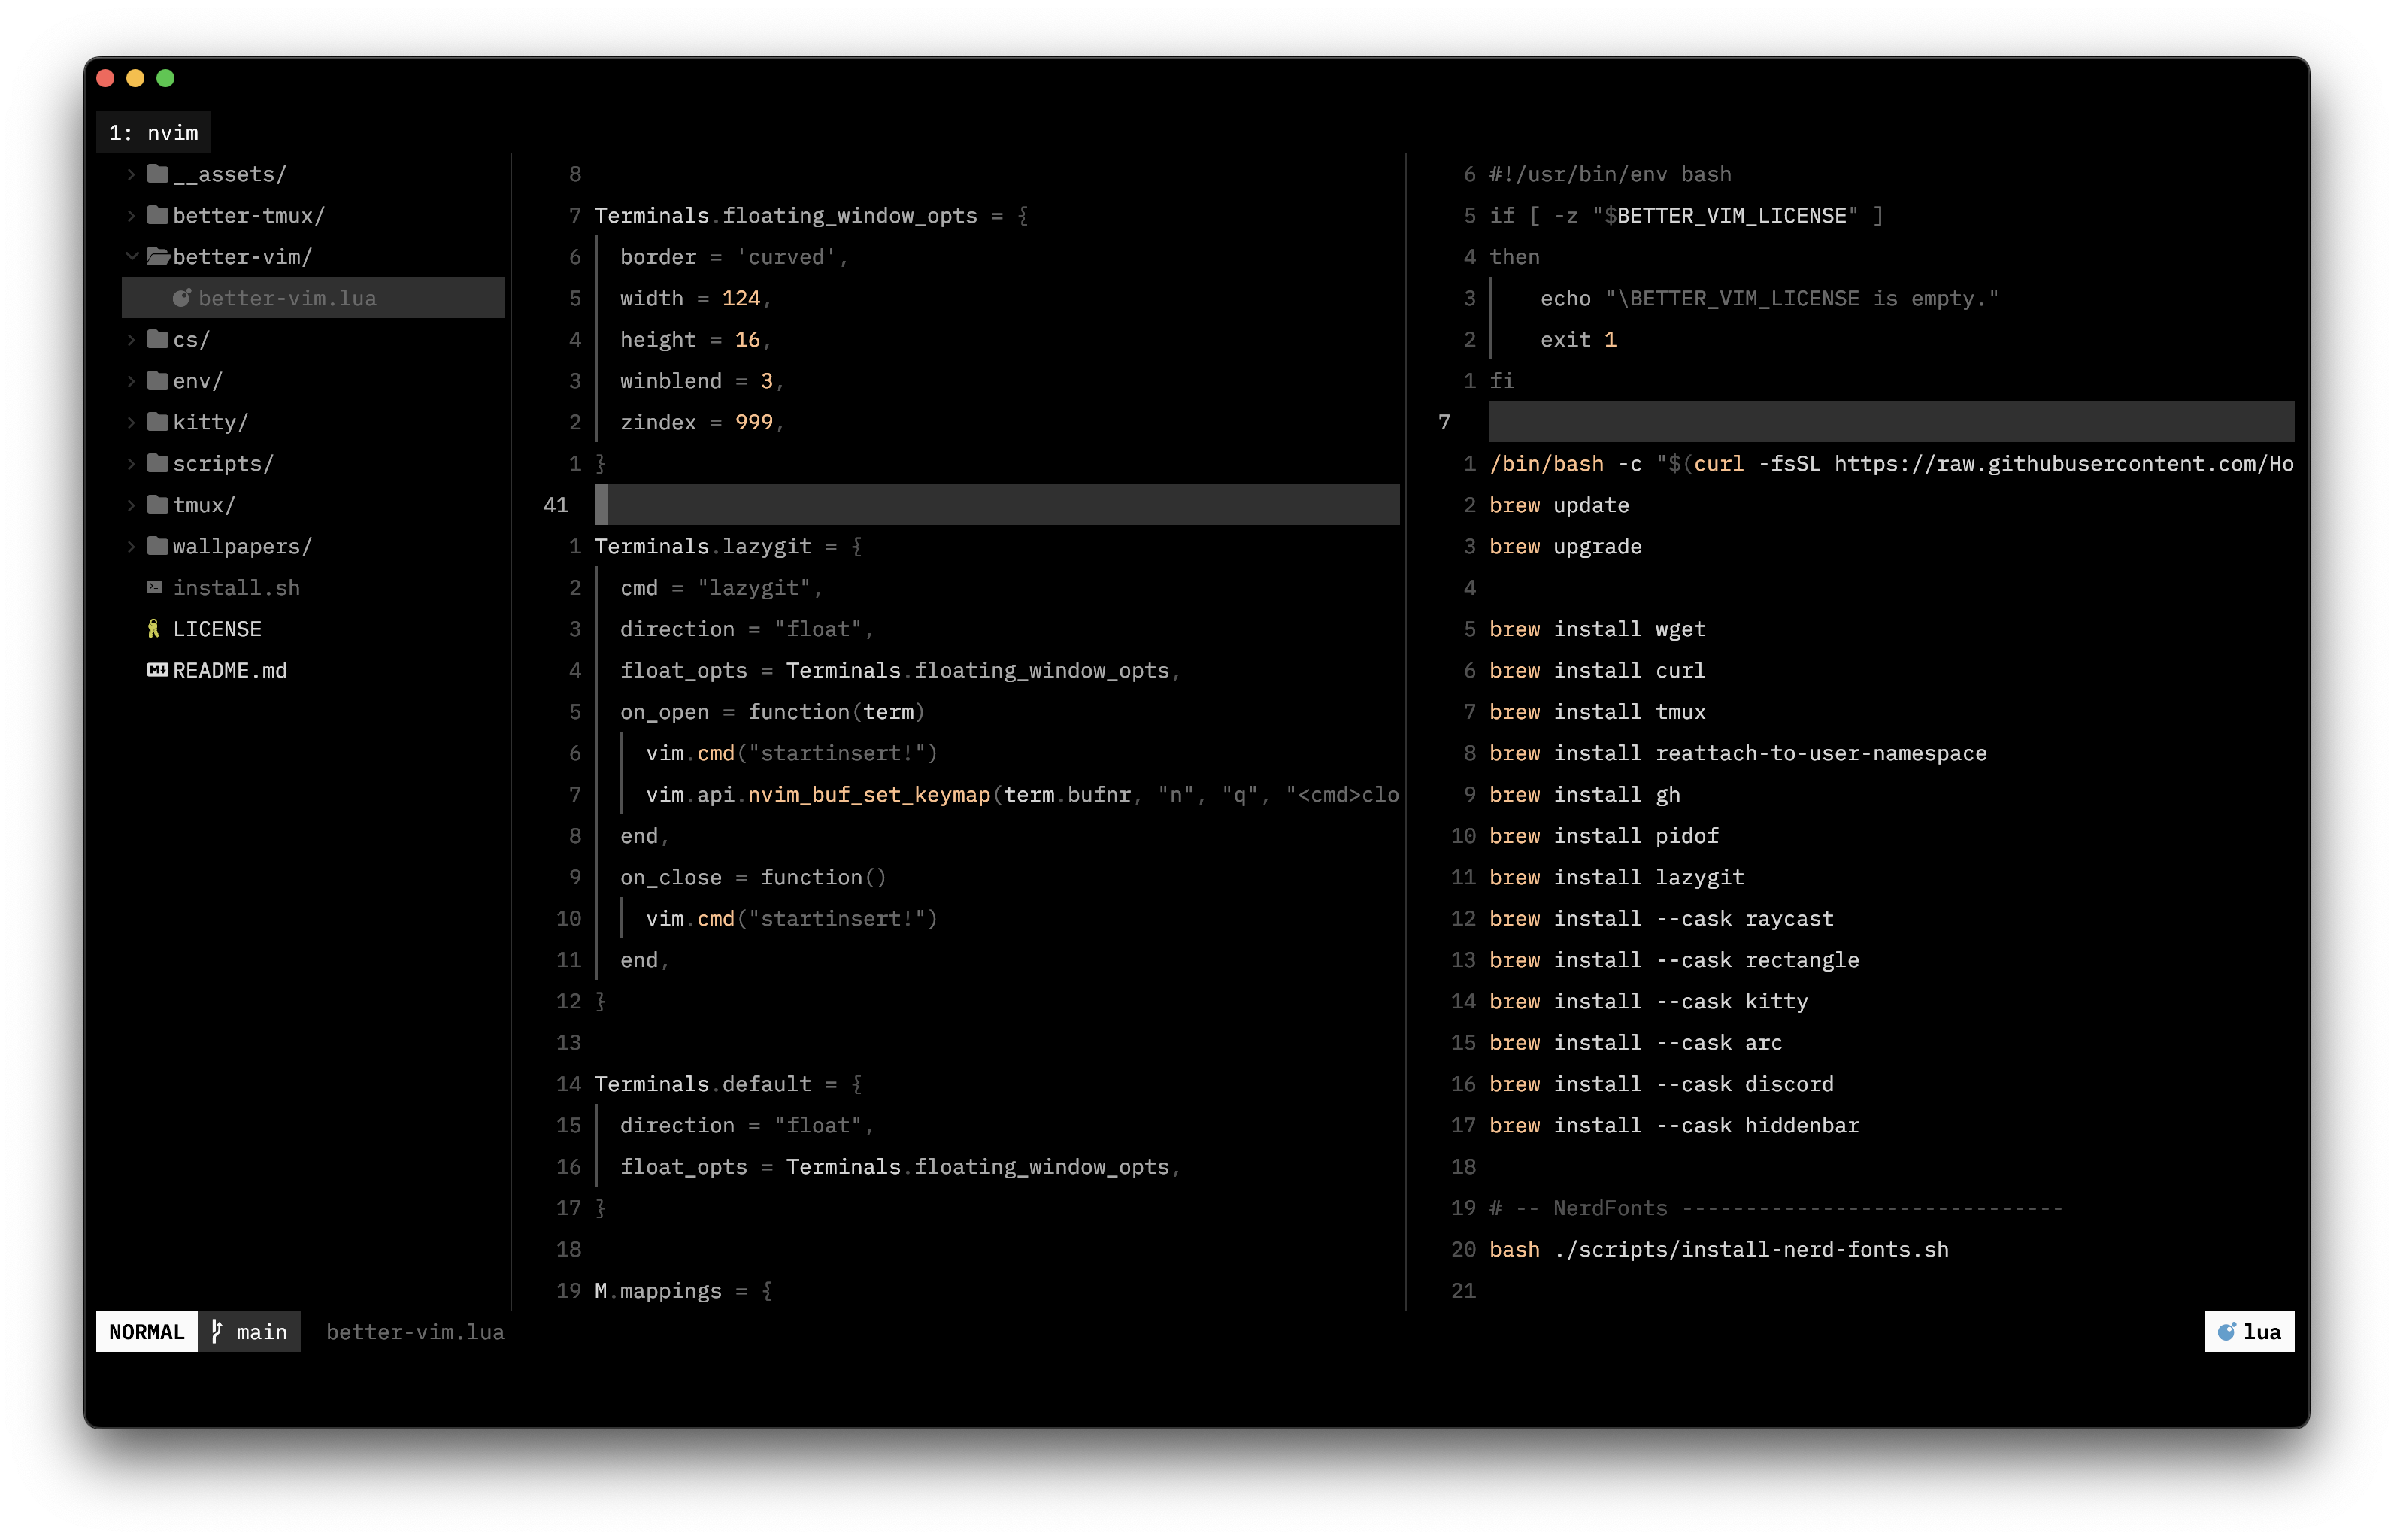 1: nvim
__assets/
better-tmux/
better-vim/
better-vim.lua
cs/
env/
kitty/
scripts/
tmux/
wallpapers/
install.sh
LICENSE
README.md
8
7 Terminals.floating_window_opts = {
6 border = 'curved',
5 width = 124,
4 height = 16,
3 winblend = 3,
2 zindex = 999,
1 }
41
1 Terminals.lazygit = {
2 cmd = "lazygit",
3 direction = "float",
4 float_opts = Terminals.floating_window_opts,
5 on_open = function(term)
6 vim.cmd("startinsert!")
7 vim.api.nvim_buf_set_keymap(term.bufnr, "n", "q", "<cmd>clo
8 end,
9 on_close = function()
10 vim.cmd("startinsert!")
11 end,
12 }
13
14 Terminals.default = {
15 direction = "float",
16 float_opts = Terminals.floating_window_opts,
17 }
18
19 M.mappings = {
6 #!/usr/bin/env bash
5 if [ -z "$BETTER_VIM_LICENSE" ]
4 then
3 echo "\BETTER_VIM_LICENSE is empty."
2 exit 1
1 fi
7
1 /bin/bash -c "$(curl -fsSL https://raw.githubusercontent.com/Ho
2 brew update
3 brew upgrade
4
5 brew install wget
6 brew install curl
7 brew install tmux
8 brew install reattach-to-user-namespace
9 brew install gh
10 brew install pidof
11 brew install lazygit
12 brew install --cask raycast
13 brew install --cask rectangle
14 brew install --cask kitty
15 brew install --cask arc
16 brew install --cask discord
17 brew install --cask hiddenbar
18
19 # -- NerdFonts ------------------------------
20 bash ./scripts/install-nerd-fonts.sh
21
NORMAL main better-vim.lua lua